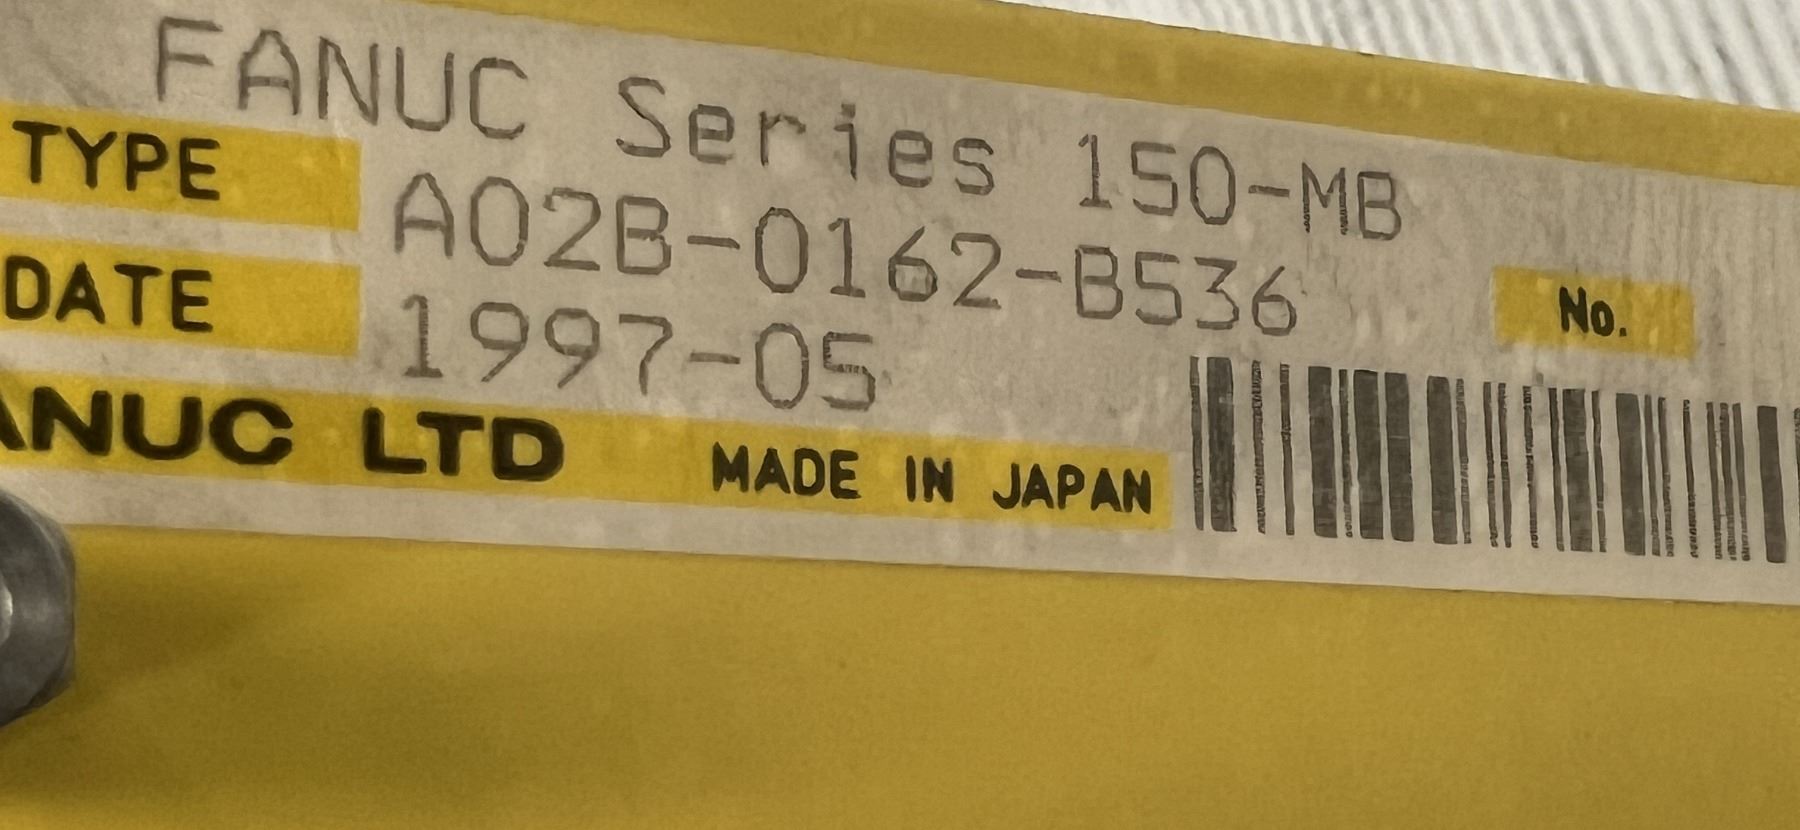 FANUC Series 150-MB
TYPE A02B-0162-B536
DATE 1997-05
No.
ANUC LTD MADE IN JAPAN